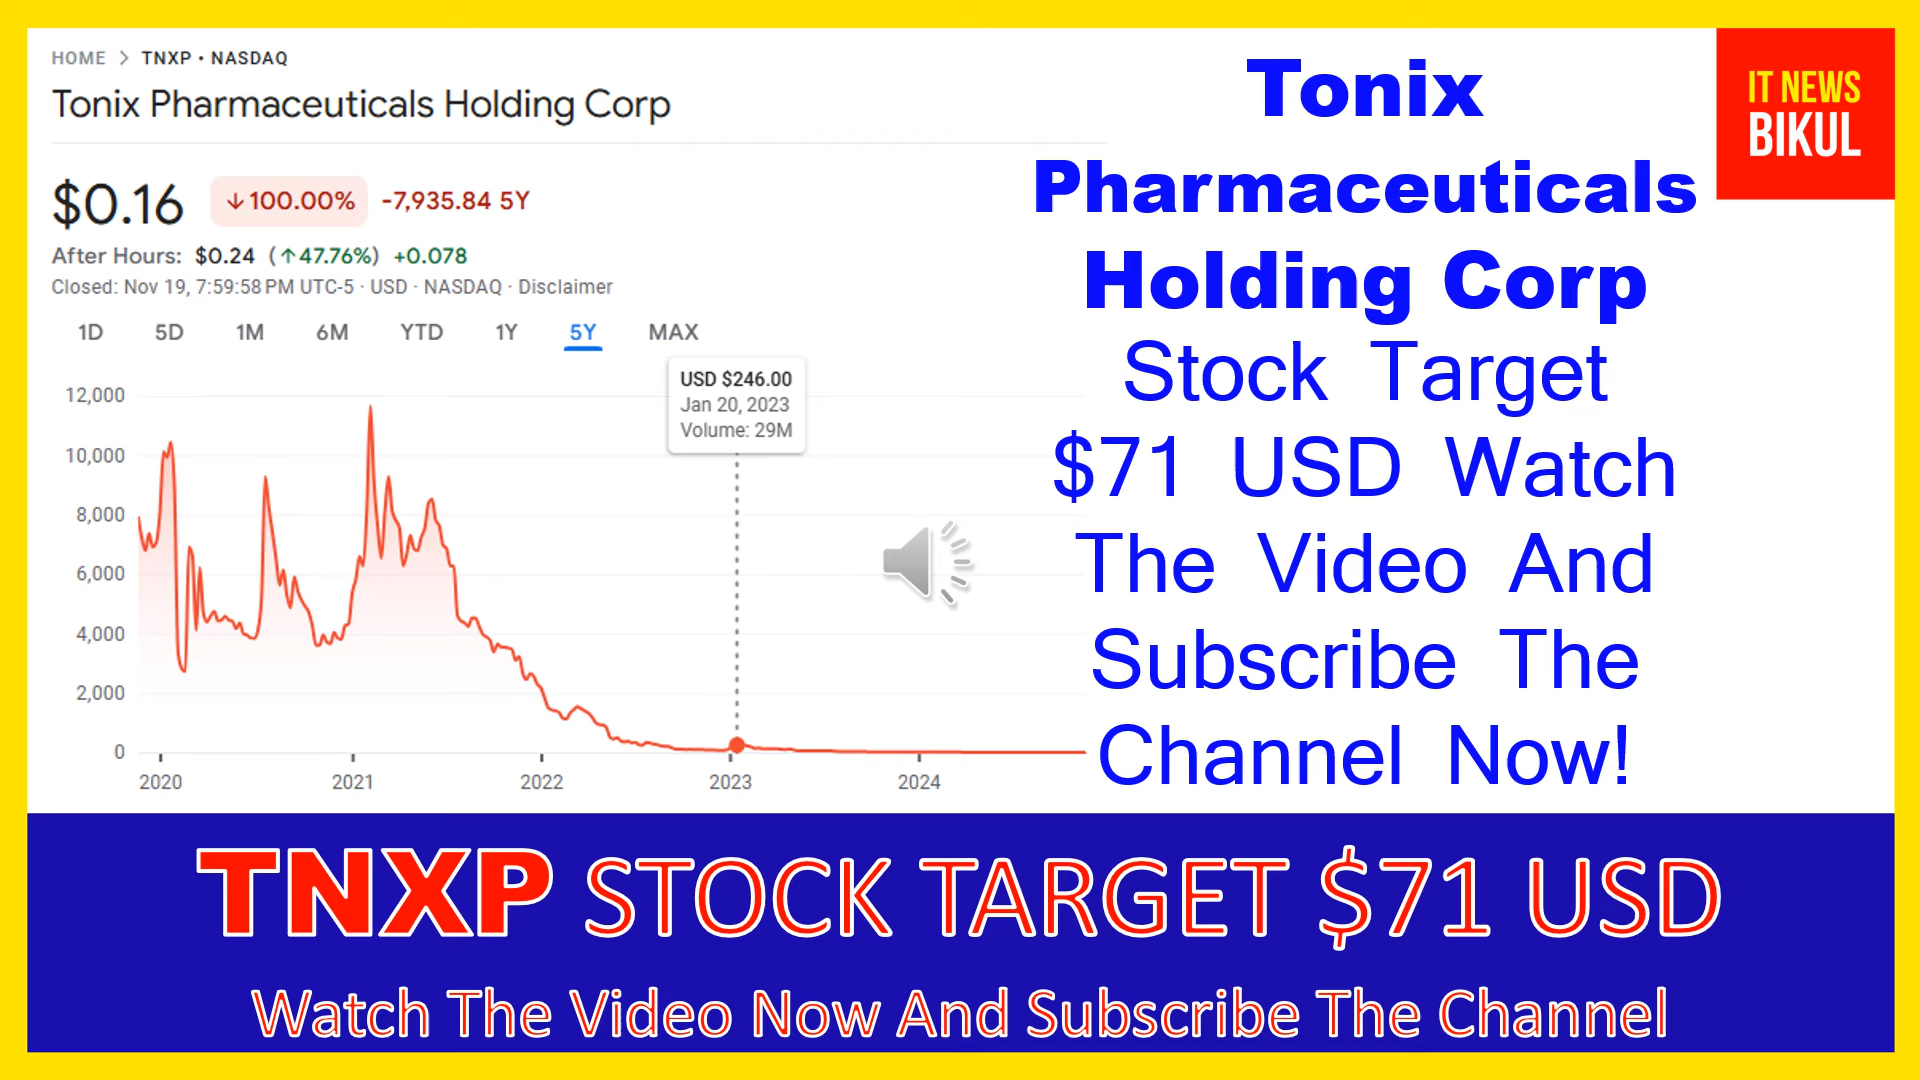 HOME > TNXP • NASDAQ
Tonix Pharmaceuticals Holding Corp
$0.16 ↓100.00% -7,935.84 5Y
After Hours: $0.24 (↑47.76%) +0.078
Closed: Nov 19, 7:59:58 PM UTC-5 · USD · NASDAQ · Disclaimer
1D 5D 1M 6M YTD 1Y 5Y MAX
USD $246.00
Jan 20, 2023
Volume: 29M
12,000
10,000
8,000
6,000
4,000
2,000
0
2020 2021 2022 2023 2024
Tonix
Pharmaceuticals
Holding Corp
Stock Target
$71 USD Watch
The Video And
Subscribe The
Channel Now!
IT NEWS
BIKUL
TNXP STOCK TARGET $71 USD
Watch The Video Now And Subscribe The Channel